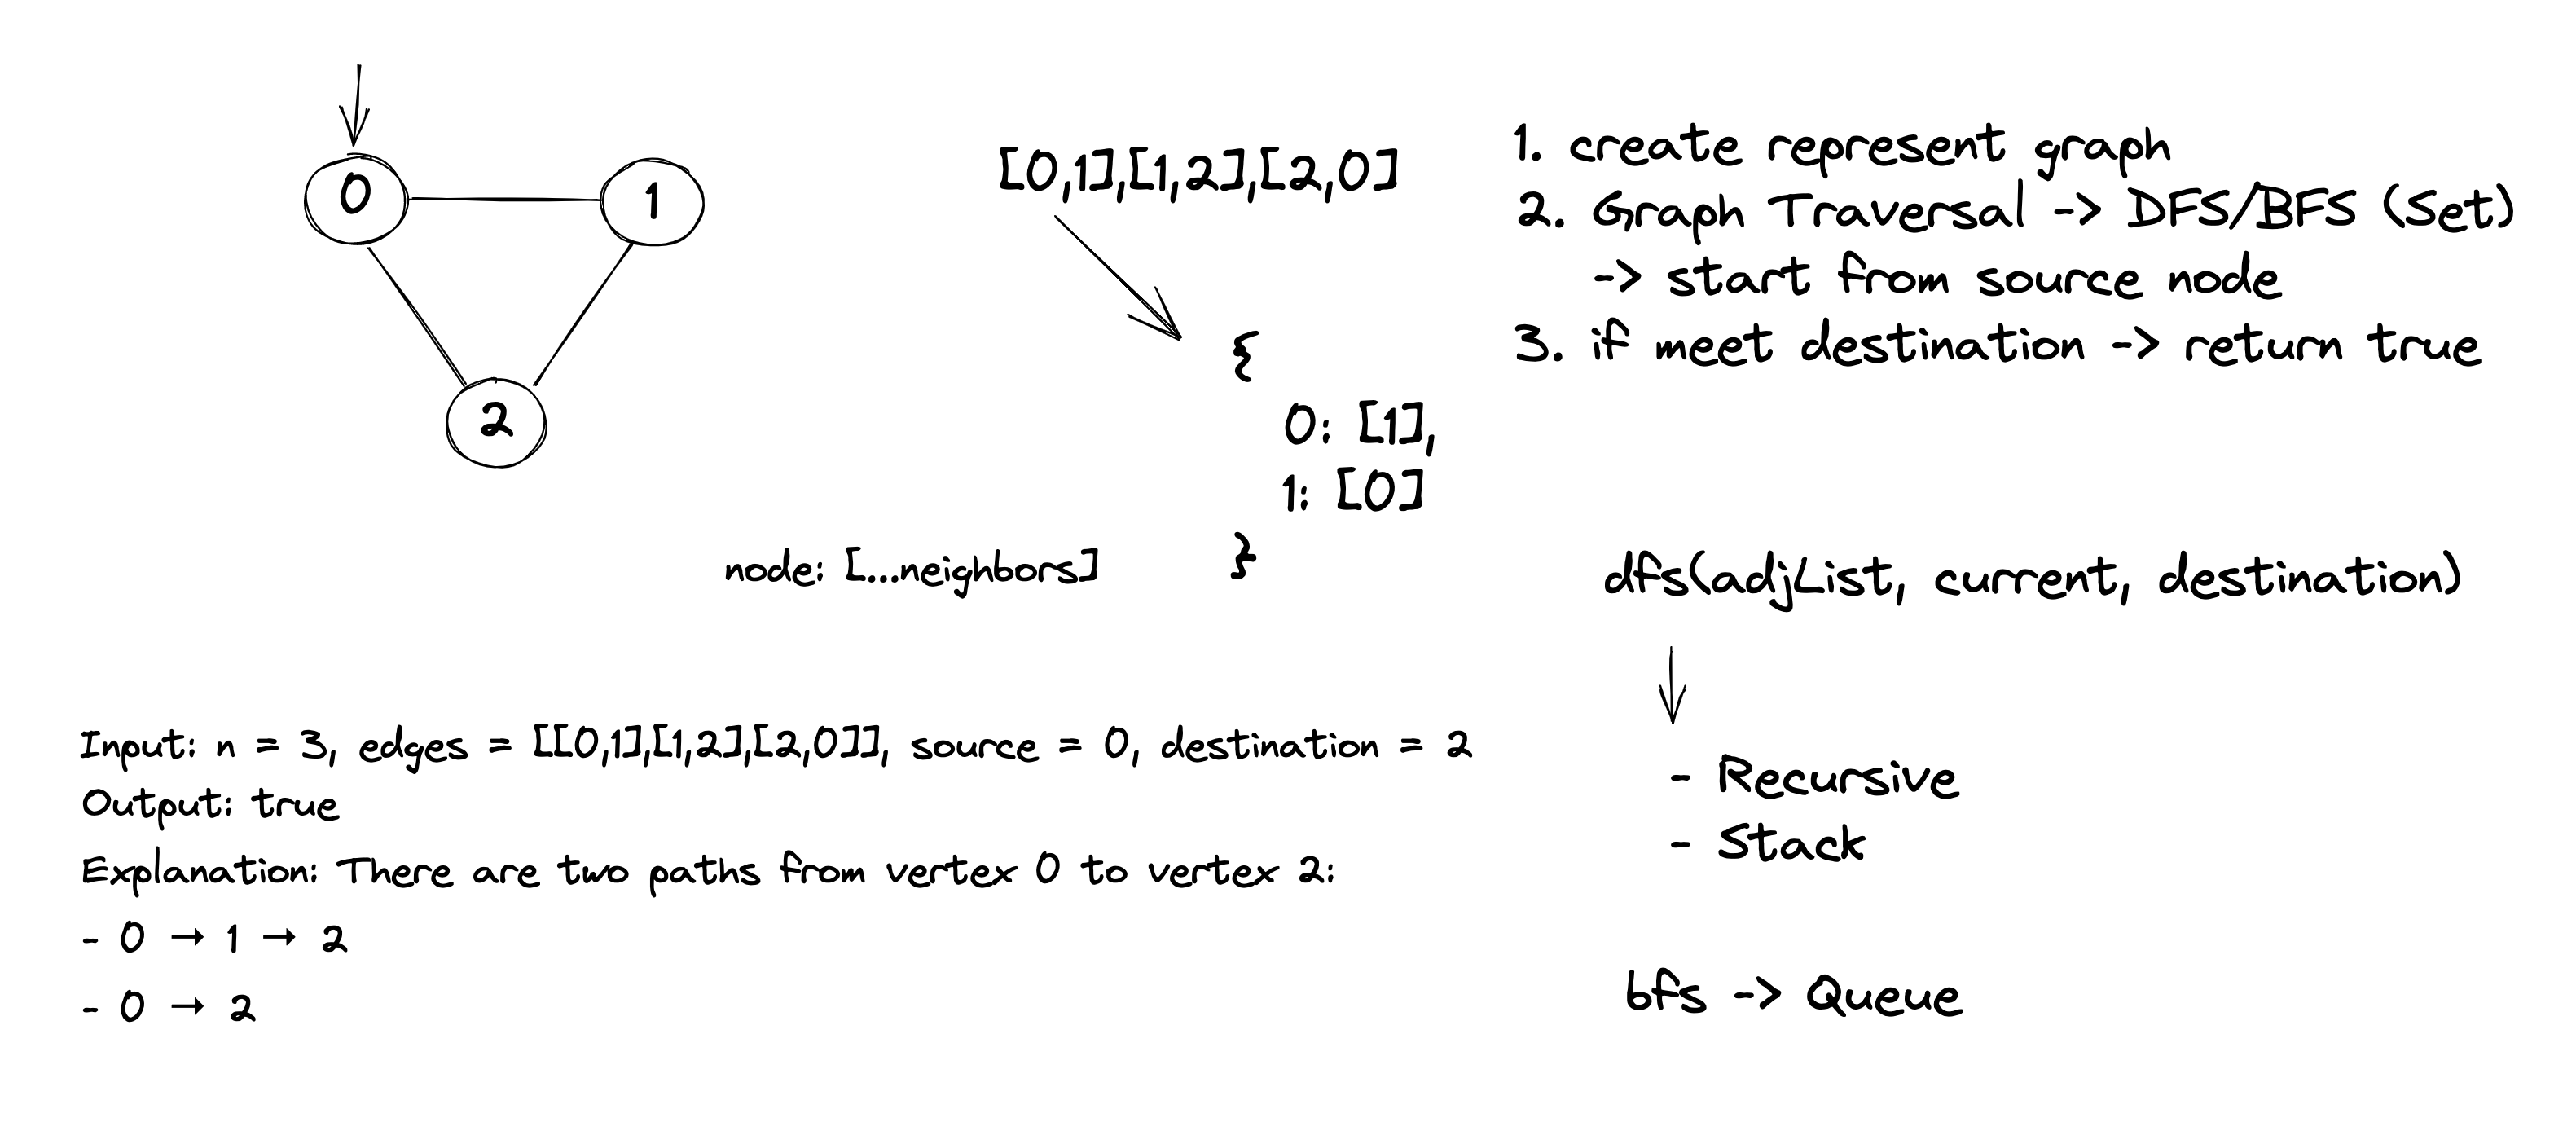 0
1
2
[0,1],[1,2],[2,0]
{
0: [1],
1: [0]
}
node: [...neighbors]
1. create represent graph
2. Graph Traversal -> DFS/BFS (Set)
-> start from source node
3. if meet destination -> return true
dfs(adjList, current, destination)
- Recursive
- Stack
bfs -> Queue
Input: n = 3, edges = [[0,1],[1,2],[2,0]], source = 0, destination = 2
Output: true
Explanation: There are two paths from vertex 0 to vertex 2:
- 0 → 1 → 2
- 0 → 2